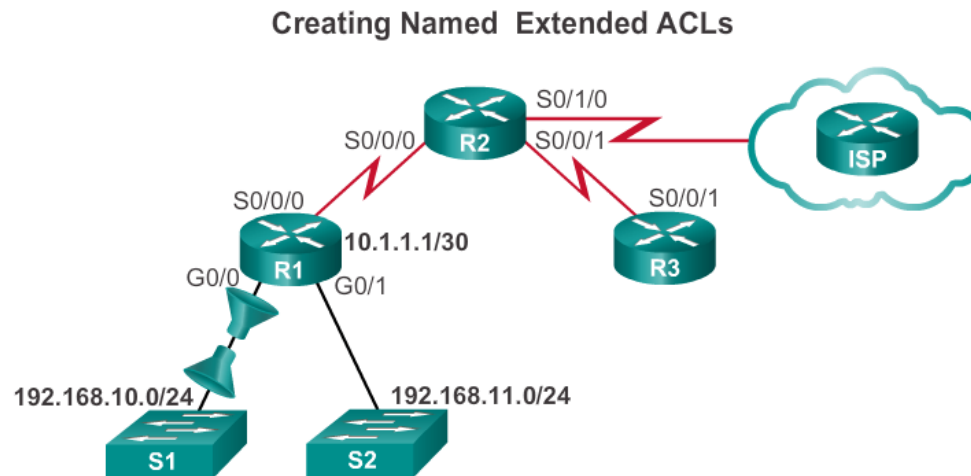 Creating Named Extended ACLs
S0/1/0
S0/0/0
R2
S0/0/1
ISP
S0/0/0
S0/0/1
10.1.1.1/30
R1
R3
G0/0
G0/1
192.168.10.0/24
192.168.11.0/24
S1
S2